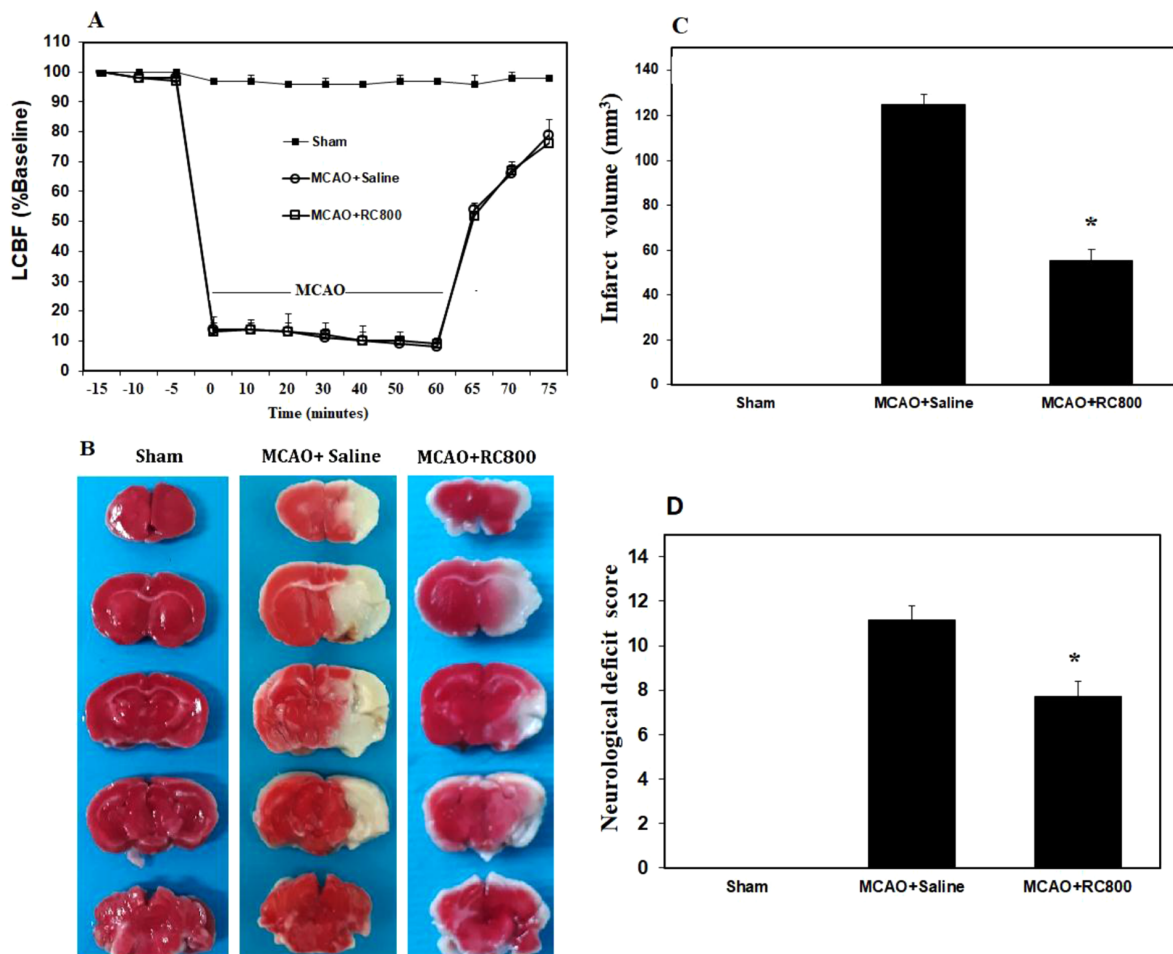 A
LCBF (%Baseline)
110
100
90
80
70
60
50
40
30
20
10
0
Sham
MCAO+Saline
MCAO+RC800
MCAO
-15 -10 -5 0 10 20 30 40 50 60 65 70 75
Time (minutes)
B
Sham MCAO+ Saline MCAO+RC800
C
Infarct volume (mm³)
140
120
100
80
60
40
20
0
*
Sham MCAO+Saline MCAO+RC800
D
Neurological deficit score
14
12
10
8
6
4
2
0
*
Sham MCAO+Saline MCAO+RC800